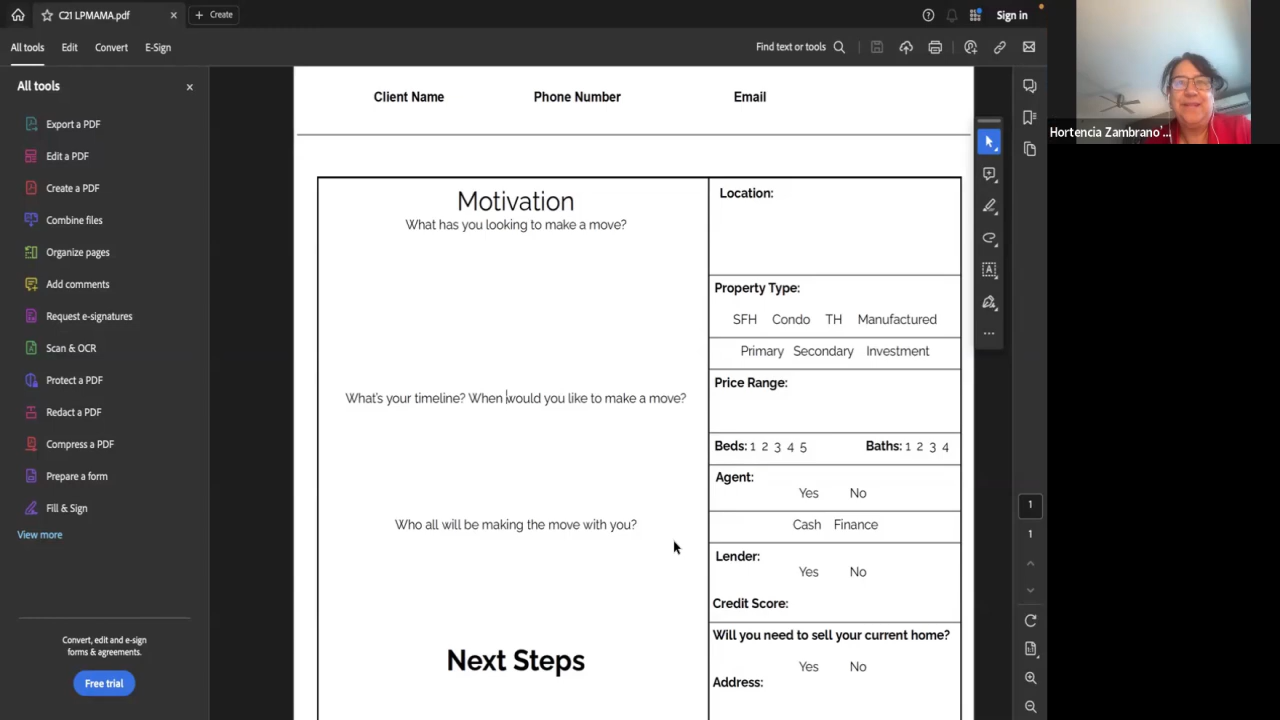 C21 LPMAMA.pdf
Create
Sign in
All tools Edit Convert E-Sign
Find text or tools
All tools
Export a PDF
Edit a PDF
Create a PDF
Combine files
Organize pages
Add comments
Request e-signatures
Scan & OCR
Protect a PDF
Redact a PDF
Compress a PDF
Prepare a form
Fill & Sign
View more
Convert, edit and e-sign
forms & agreements.
Free trial
Client Name Phone Number Email
Motivation
What has you looking to make a move?
What's your timeline? When would you like to make a move?
Who all will be making the move with you?
Next Steps
Location:
Property Type:
SFH Condo TH Manufactured
Primary Secondary Investment
Price Range:
Beds: 1 2 3 4 5 Baths: 1 2 3 4
Agent:
Yes No
Cash Finance
Lender:
Yes No
Credit Score:
Will you need to sell your current home?
Yes No
Address:
1
1
Hortencia Zambrano'...